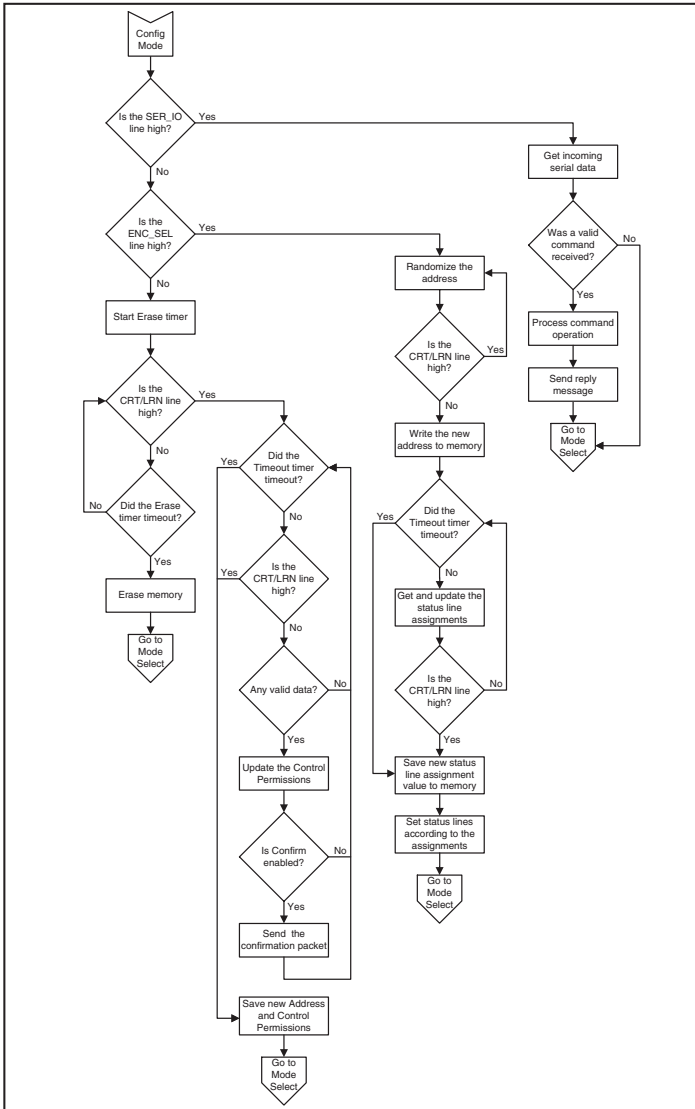 Config
Mode
Is the SER_IO
line high?
Yes
No
Get incoming
serial data
Was a valid
command
received?
No
Yes
Process command
operation
Send reply
message
Go to
Mode
Select
Is the
ENC_SEL
line high?
Yes
No
Randomize the
address
Is the
CRT/LRN line
high?
Yes
No
Write the new
address to memory
Did the
Timeout timer
timeout?
Yes
No
Get and update the
status line
assignments
Is the
CRT/LRN line
high?
No
Yes
Save new status
line assignment
value to memory
Set status lines
according to the
assignments
Go to
Mode
Select
Start Erase timer
Is the
CRT/LRN line
high?
Yes
No
Did the Erase
timer timeout?
No
Yes
Erase memory
Go to
Mode
Select
Did the
Timeout timer
timeout?
Yes
No
Is the
CRT/LRN line
high?
Yes
No
Any valid data?
No
Yes
Update the Control
Permissions
Is Confirm
enabled?
No
Yes
Send the
confirmation packet
Save new Address
and Control
Permissions
Go to
Mode
Select